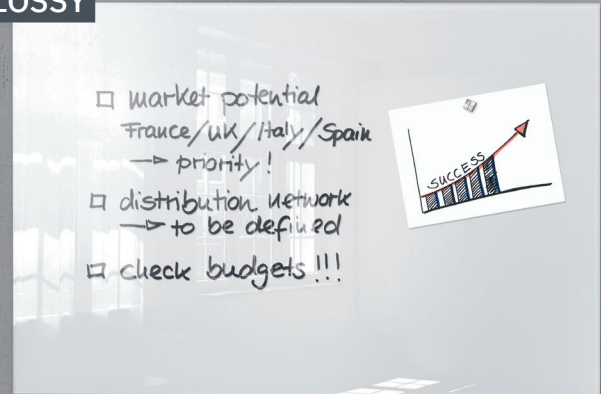 GLOSSY
□ market potential
France/UK/Italy/Spain
→ priority!
□ distribution network
→ to be defined
□ check budgets!!!
SUCCESS